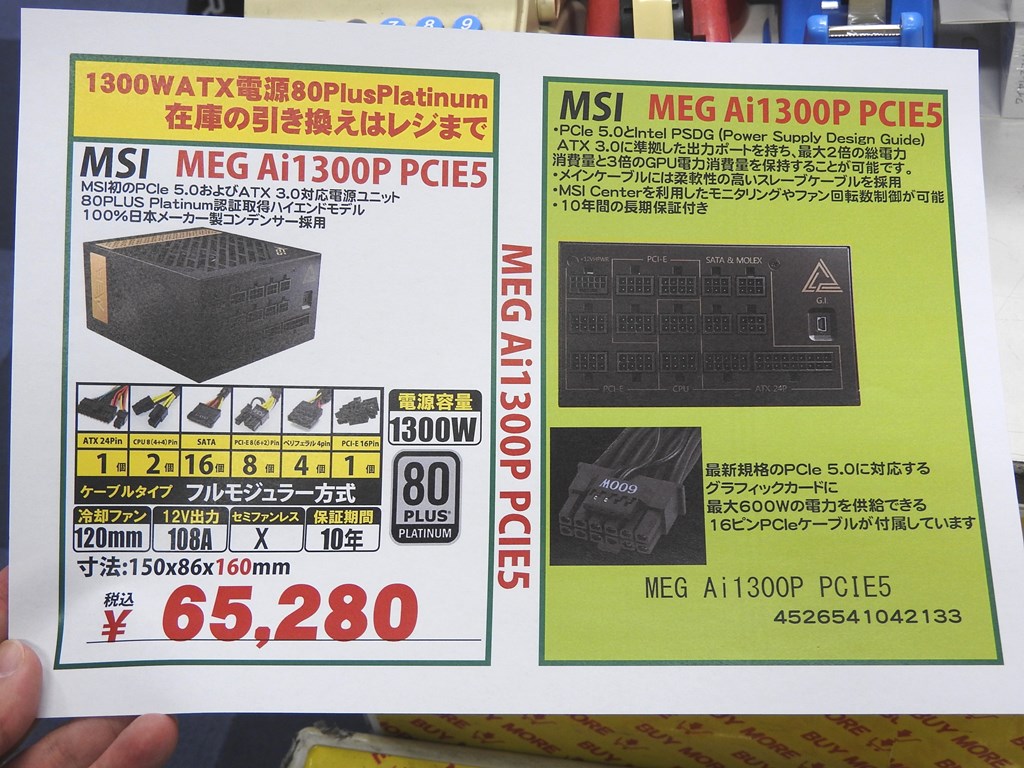 7 8 9
1300WATX電源80PlusPlatinum
在庫の引き換えはレジまで
MSI MEG Ai1300P PCIE5
MSI初のPCIe 5.0およびATX 3.0対応電源ユニット
80PLUS Platinum認証取得ハイエンドモデル
100%日本メーカー製コンデンサー採用
ATX 24Pin CPU 8(4+4)Pin SATA PCI-E 8(6+2)Pin ペリフェラル 4pin PCI-E 16Pin
1個 2個 16個 8個 4個 1個
ケーブルタイプ フルモジュラー方式
冷却ファン 12V出力 セミファンレス 保証期間
120mm 108A X 10年
電源容量
1300W
80
PLUS
PLATINUM
寸法:150x86x160mm
税込
¥ 65,280
MEG Ai1300P PCIE5
MSI MEG Ai1300P PCIE5
・PCIe 5.0とIntel PSDG (Power Supply Design Guide)
ATX 3.0に準拠した出力ポートを持ち、最大2倍の総電力
消費量と3倍のGPU電力消費量を保持することが可能です。
・メインケーブルには柔軟性の高いスレーブケーブルを採用
・MSI Centerを利用したモニタリングやファン回転数制御が可能
・10年間の長期保証付き
PCI-E SATA & MOLEX
G.I
PCI-E CPU ATX 24P
600W
最新規格のPCIe 5.0に対応する
グラフィックカードに
最大600Wの電力を供給できる
16ピンPCIeケーブルが付属しています
MEG Ai1300P PCIE5
4526541042133
BUY MORE BUY MORE BUY MORE